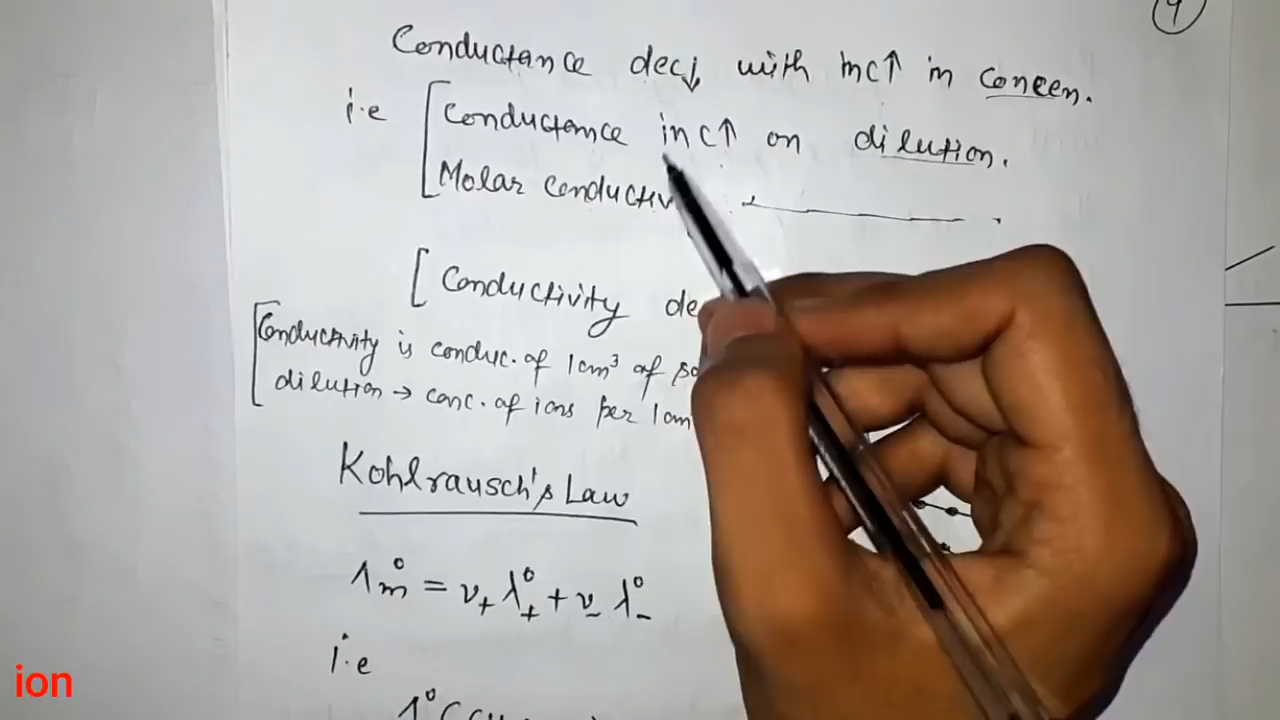 9
Conductance dec↓ with inc↑ in concen.
i.e [Conductance inc↑ on dilution.
[Molar conductiv
[Conductivity de
[Conductivity is conduc. of 1cm³ of
dilution → conc. of ions per 1cm
Kohlrausch's Law
Λ°m = ν₊ λ°₊ + ν₋ λ°₋
i.e
ion